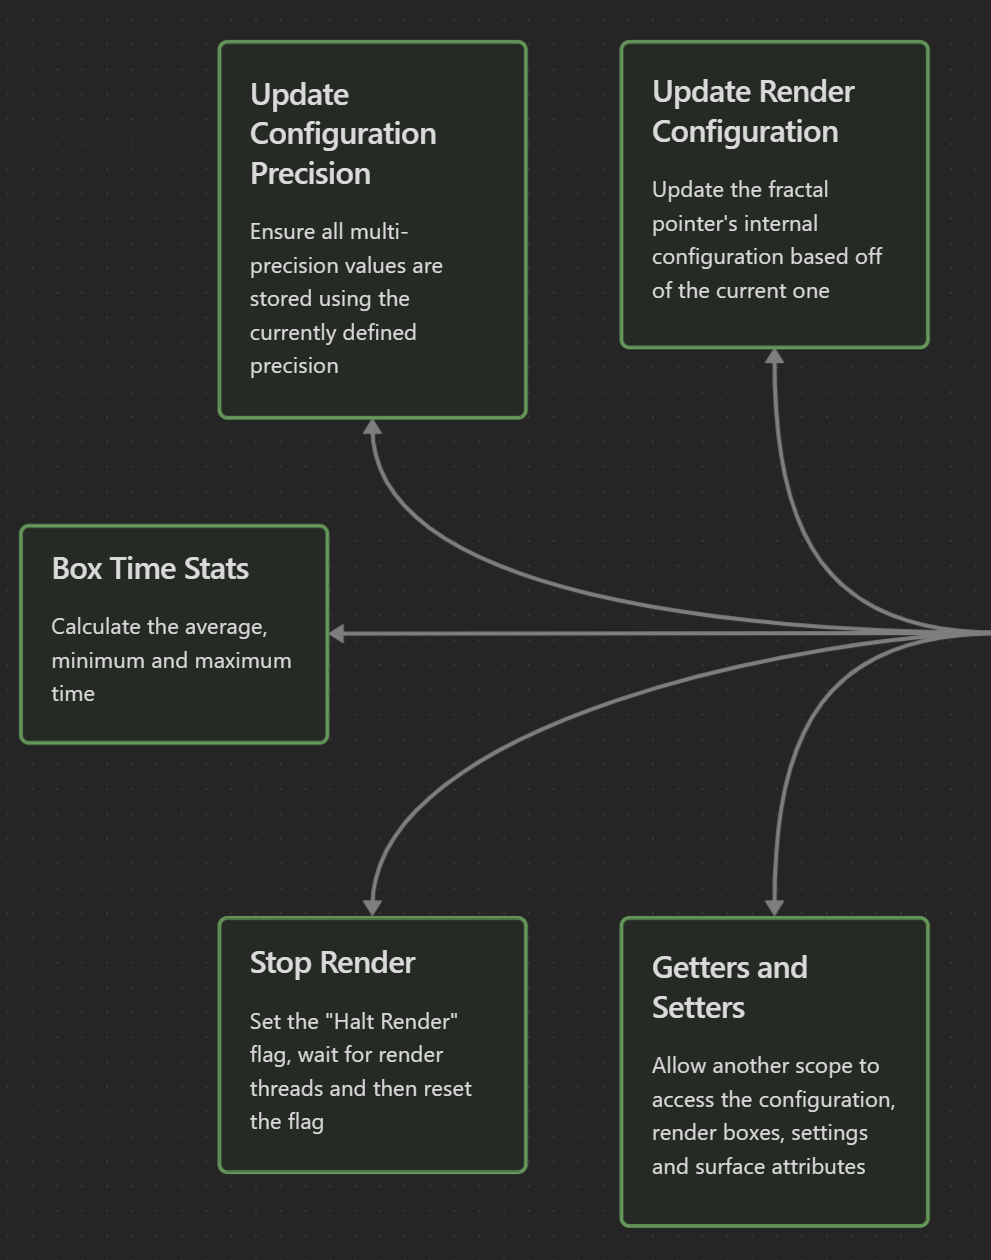 Update
Configuration
Precision
Ensure all multi-
precision values are
stored using the
currently defined
precision
Update Render
Configuration
Update the fractal
pointer's internal
configuration based off
of the current one
Box Time Stats
Calculate the average,
minimum and maximum
time
Stop Render
Set the "Halt Render"
flag, wait for render
threads and then reset
the flag
Getters and
Setters
Allow another scope to
access the configuration,
render boxes, settings
and surface attributes